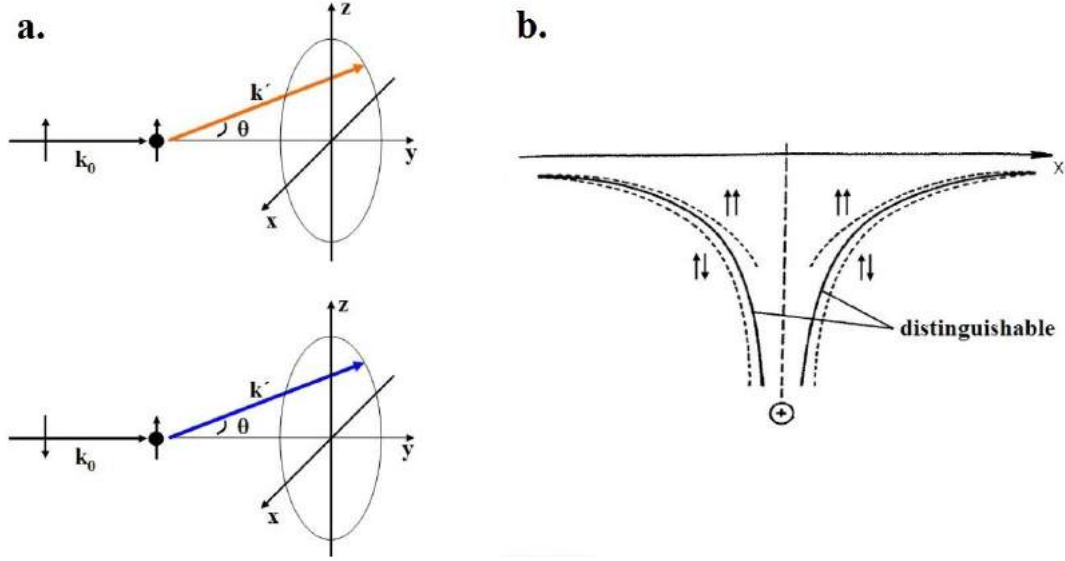 a.
z
k´
θ
k₀
y
x
z
k´
θ
k₀
y
x
b.
X
↑↑
↑↑
↑↓
↑↓
distinguishable
+